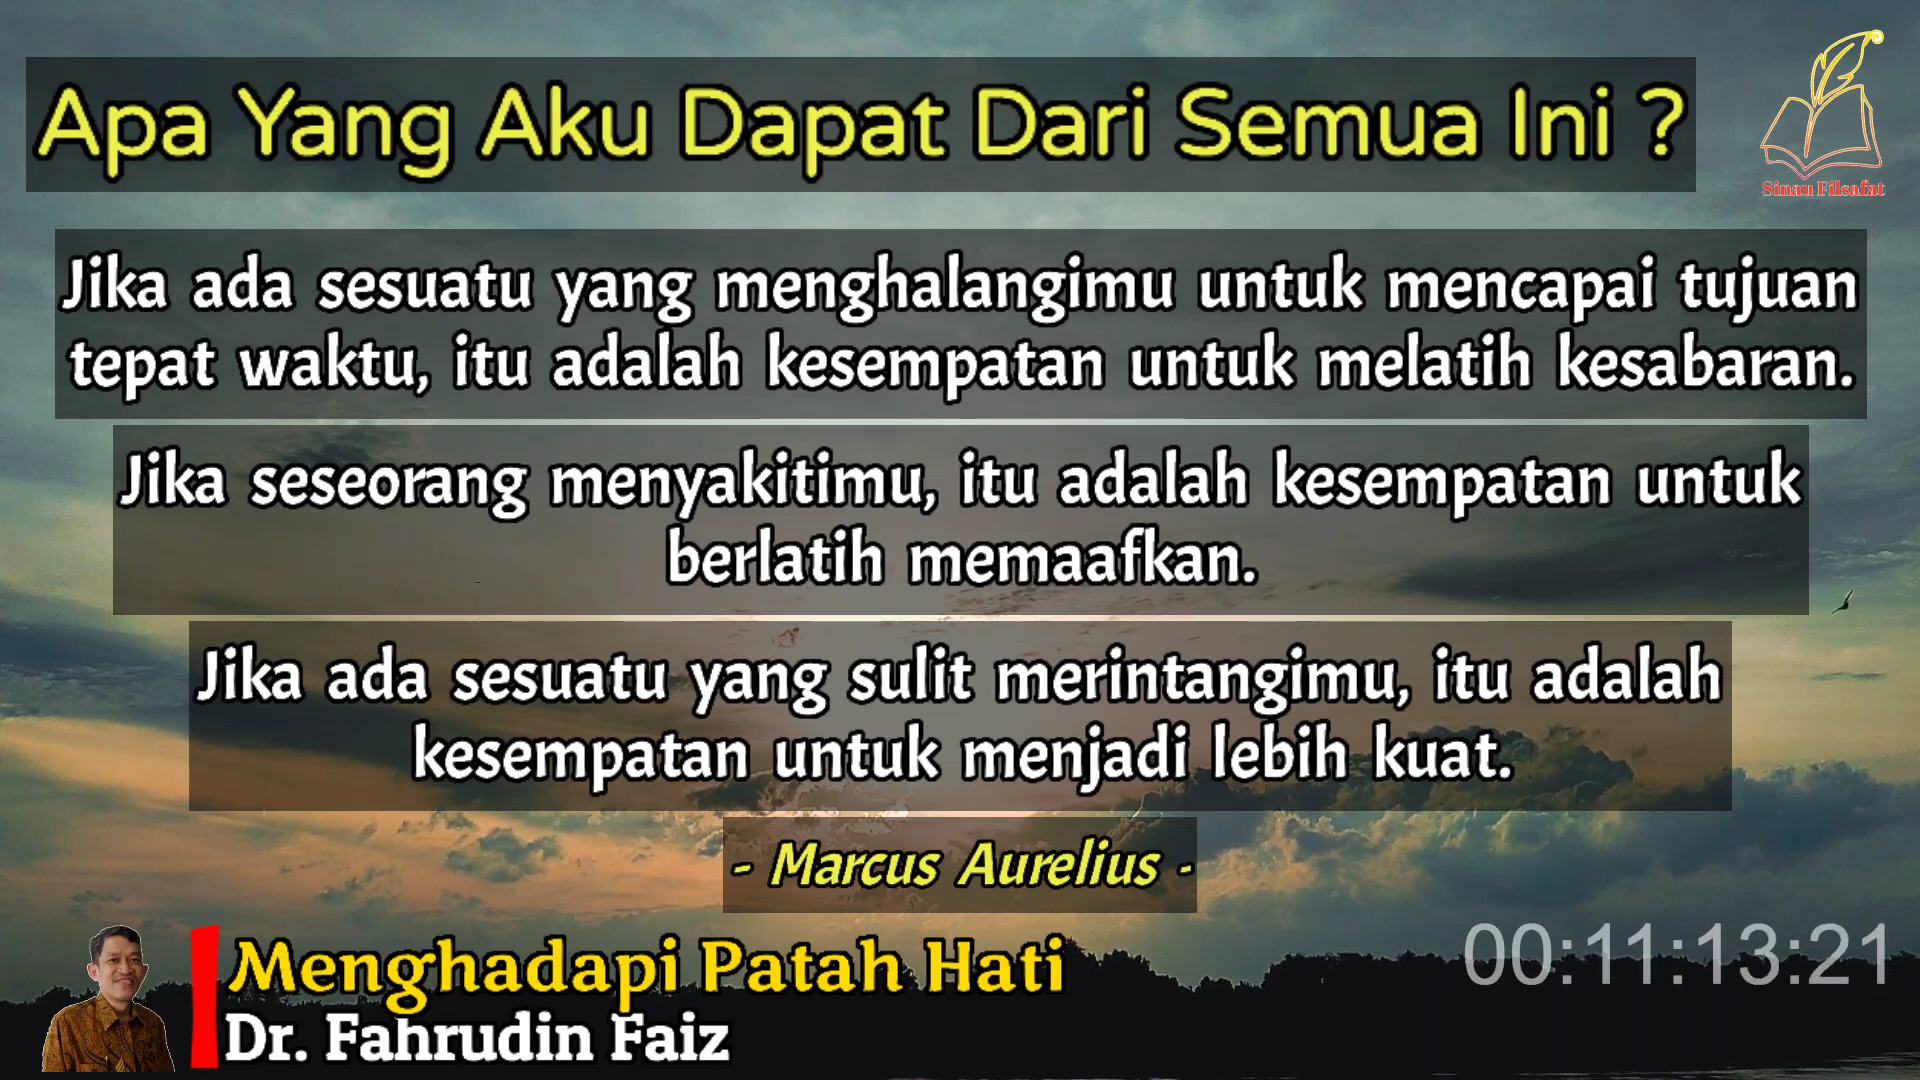 Apa Yang Aku Dapat Dari Semua Ini ?
Sinau Filsafat
Jika ada sesuatu yang menghalangimu untuk mencapai tujuan
tepat waktu, itu adalah kesempatan untuk melatih kesabaran.
Jika seseorang menyakitimu, itu adalah kesempatan untuk
berlatih memaafkan.
Jika ada sesuatu yang sulit merintangimu, itu adalah
kesempatan untuk menjadi lebih kuat.
- Marcus Aurelius -
Menghadapi Patah Hati
Dr. Fahrudin Faiz
00:11:13:21